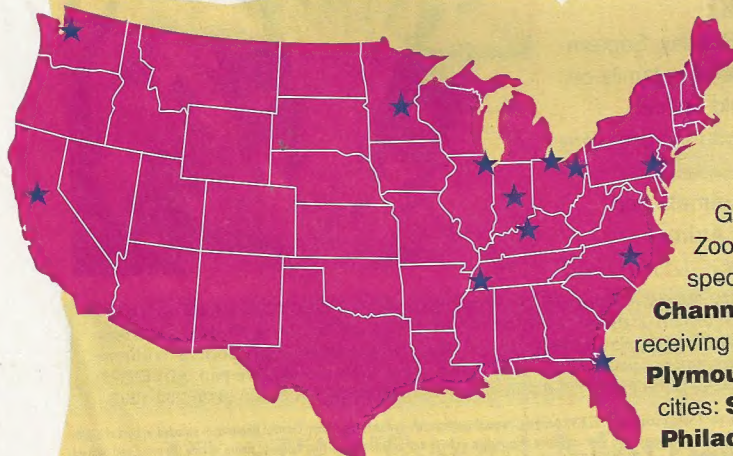 G
Zoo
spec
Chann
receiving
Plymou
cities: S
Philad